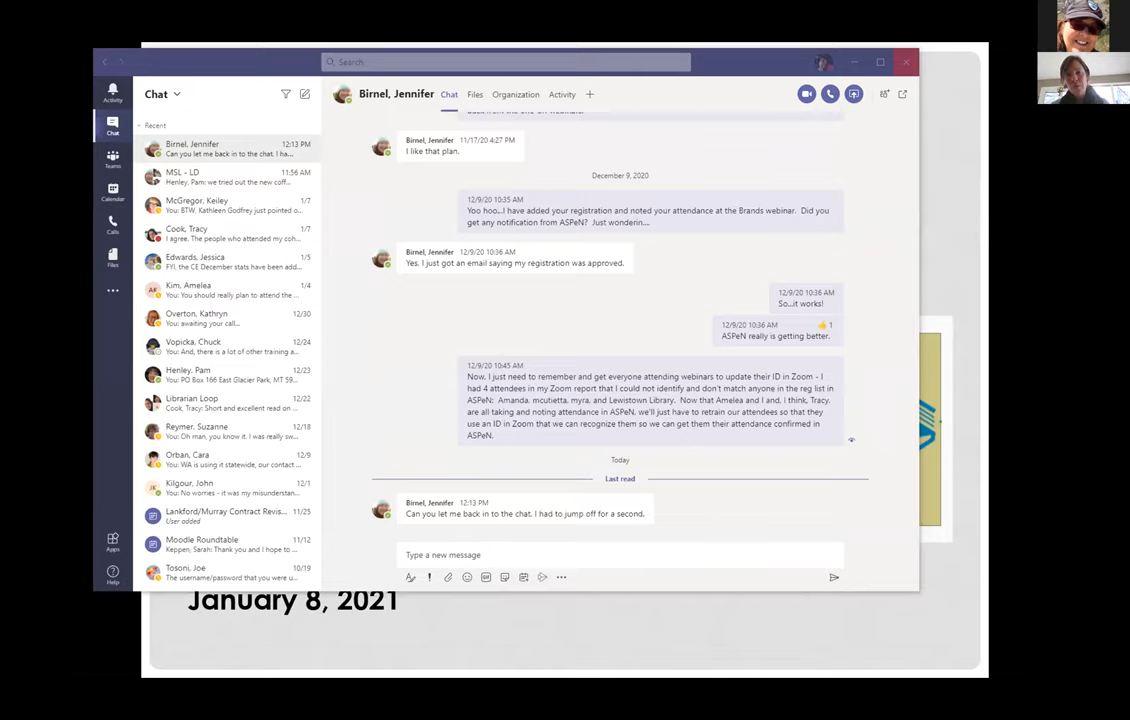 Search
Activity
Chat
Teams
Calendar
Calls
Files
Apps
Help
Chat
Recent
Birnel, Jennifer 12:13 PM
Can you let me back in to the chat. I ha...
MSL - LD 11:56 AM
Henley, Pam: we tried out the new coff...
McGregor, Keiley 1/7
You: BTW, Kathleen Godfrey just pointed o...
Cook, Tracy 1/7
I agree. The people who attended my coh...
Edwards, Jessica 1/5
FYI, the CE December stats have been add...
AK Kim, Amelea 1/4
You: You should really plan to attend the ...
Overton, Kathryn 12/30
You: awaiting your call...
Vopicka, Chuck 12/24
You: And, there is a lot of other training a...
Henley, Pam 12/23
You: PO Box 166 East Glacier Park, MT 59...
Librarian Loop 12/22
Cook, Tracy: Short and excellent read on ...
Reymer, Suzanne 12/17
You: Oh man, you know it. I was really sw...
Orban, Cara 12/3
You: WA is using it statewide, our contact ...
JK Kilgour, John 12/1
You: No worries - it was my misunderstan...
Lankford/Murray Contract Revis... 11/25
User added
Moodle Roundtable 11/12
Keppen, Sarah: Thank you and I hope to ...
Tosoni, Joe 10/19
The username/password that you were u...
Birnel, Jennifer Chat Files Organization Activity
Birnel, Jennifer 11/17/20 4:27 PM
I like that plan.
December 9, 2020
12/9/20 10:35 AM
Yoo hoo...I have added your registration and noted your attendance at the Brands webinar. Did you
get any notification from ASPeN? Just wonderin....
Birnel, Jennifer 12/9/20 10:36 AM
Yes, I just got an email saying my registration was approved.
12/9/20 10:36 AM
So...it works!
12/9/20 10:36 AM 1
ASPeN really is getting better.
12/9/20 10:45 AM
Now, I just need to remember and get everyone attending webinars to update their ID in Zoom - I
had 4 attendees in my Zoom report that I could not identify and don't match anyone in the reg list in
ASPeN: Amanda, mcutietta, myra, and Lewistown Library. Now that Amelea and I and, I think, Tracy,
are all taking and noting attendance in ASPeN, we'll just have to retrain our attendees so that they
use an ID in Zoom that we can recognize them so we can get them their attendance confirmed in
ASPeN.
Today
Last read
Birnel, Jennifer 12:13 PM
Can you let me back in to the chat. I had to jump off for a second.
Type a new message
January 8, 2021